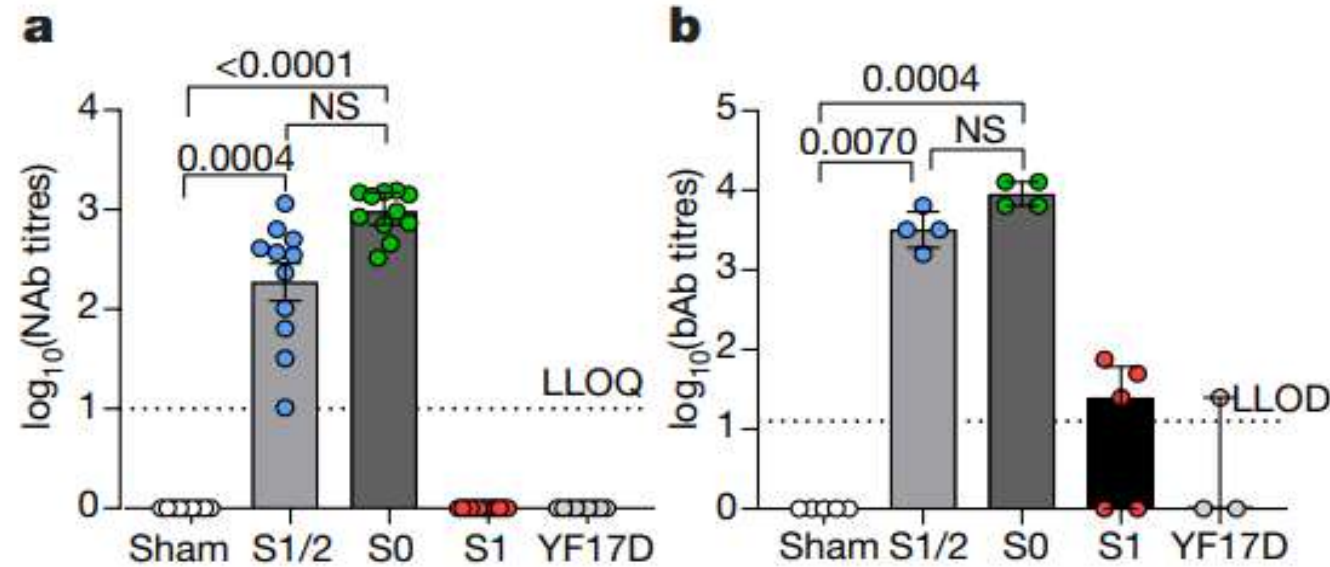 a
<0.0001
NS
0.0004
log10(NAb titres)
4
3
2
1
0
LLOQ
Sham S1/2 S0 S1 YF17D
b
0.0004
NS
0.0070
log10(bAb titres)
5
4
3
2
1
0
LLOD
Sham S1/2 S0 S1 YF17D